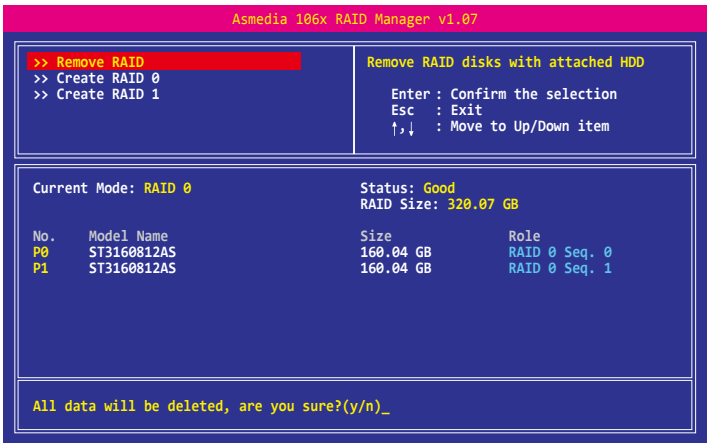 Asmedia 106x RAID Manager v1.07
>> Remove RAID
>> Create RAID 0
>> Create RAID 1
Remove RAID disks with attached HDD
Enter : Confirm the selection
Esc : Exit
↑,↓ : Move to Up/Down item
Current Mode: RAID 0
Status: Good
RAID Size: 320.07 GB
No. Model Name Size Role
P0 ST3160812AS 160.04 GB RAID 0 Seq. 0
P1 ST3160812AS 160.04 GB RAID 0 Seq. 1
All data will be deleted, are you sure?(y/n)_